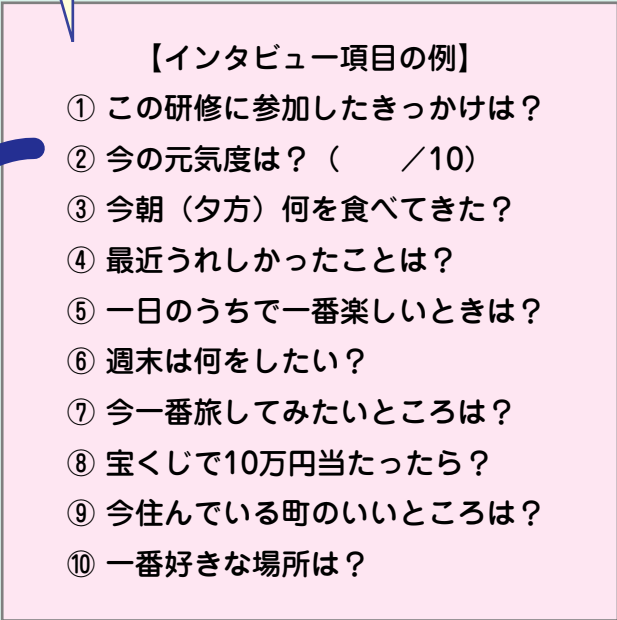 【インタビュー項目の例】
① この研修に参加したきっかけは？
② 今の元気度は？（　　／10）
③ 今朝（夕方）何を食べてきた？
④ 最近うれしかったことは？
⑤ 一日のうちで一番楽しいときは？
⑥ 週末は何をしたい？
⑦ 今一番旅してみたいところは？
⑧ 宝くじで10万円当たったら？
⑨ 今住んでいる町のいいところは？
⑩ 一番好きな場所は？